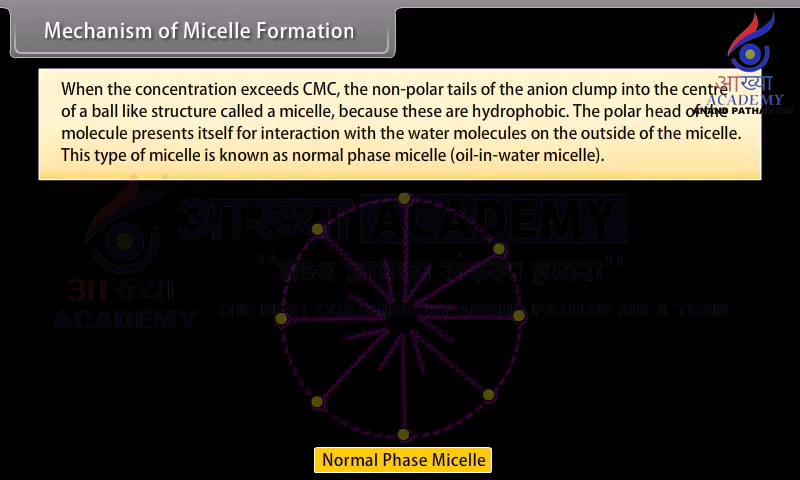 Mechanism of Micelle Formation
आख्या
ACADEMY
When the concentration exceeds CMC, the non-polar tails of the anion clump into the centre
of a ball like structure called a micelle, because these are hydrophobic. The polar head of the
molecule presents itself for interaction with the water molecules on the outside of the micelle.
This type of micelle is known as normal phase micelle (oil-in-water micelle).
आख्या ACADEMY
आख्या
ACADEMY
Normal Phase Micelle